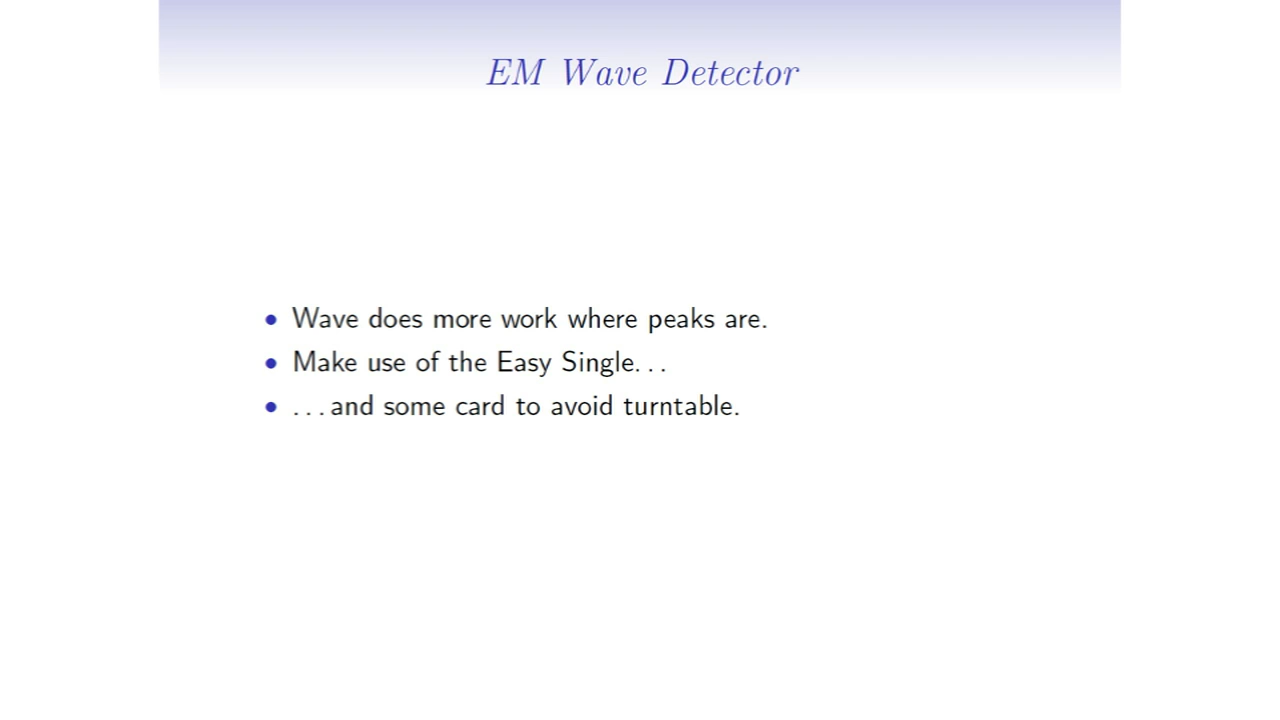 EM Wave Detector
• Wave does more work where peaks are.
• Make use of the Easy Single...
• ...and some card to avoid turntable.